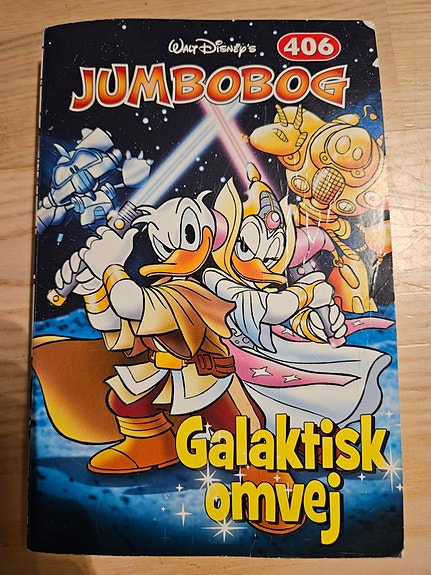 Walt Disney's
406
JUMBOBOG
Galaktisk
omvej